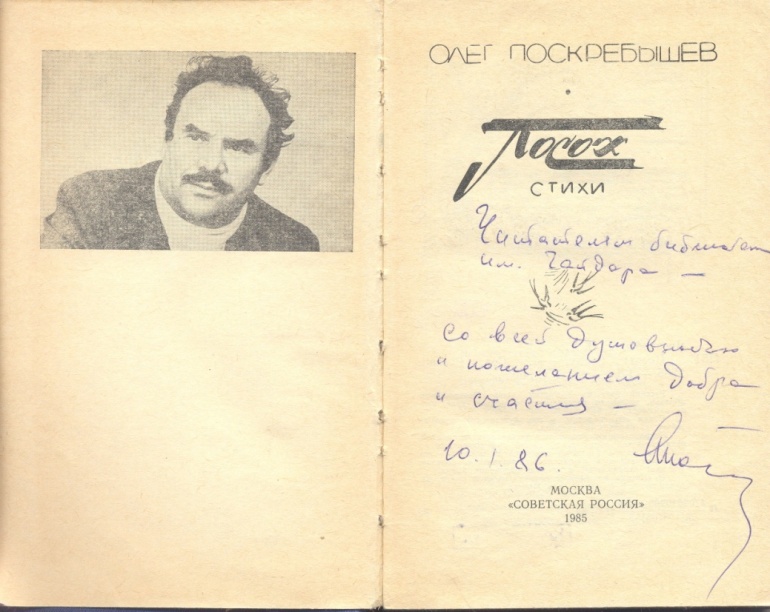 ОЛЕГ ПОСКРЕБЫШЕВ
Посох
СТИХИ
Читателям библиотеки
им. Гайдара —
со всей душевностью
и пожеланием добра
и счастья —
10.1.86.
МОСКВА
«СОВЕТСКАЯ РОССИЯ»
1985